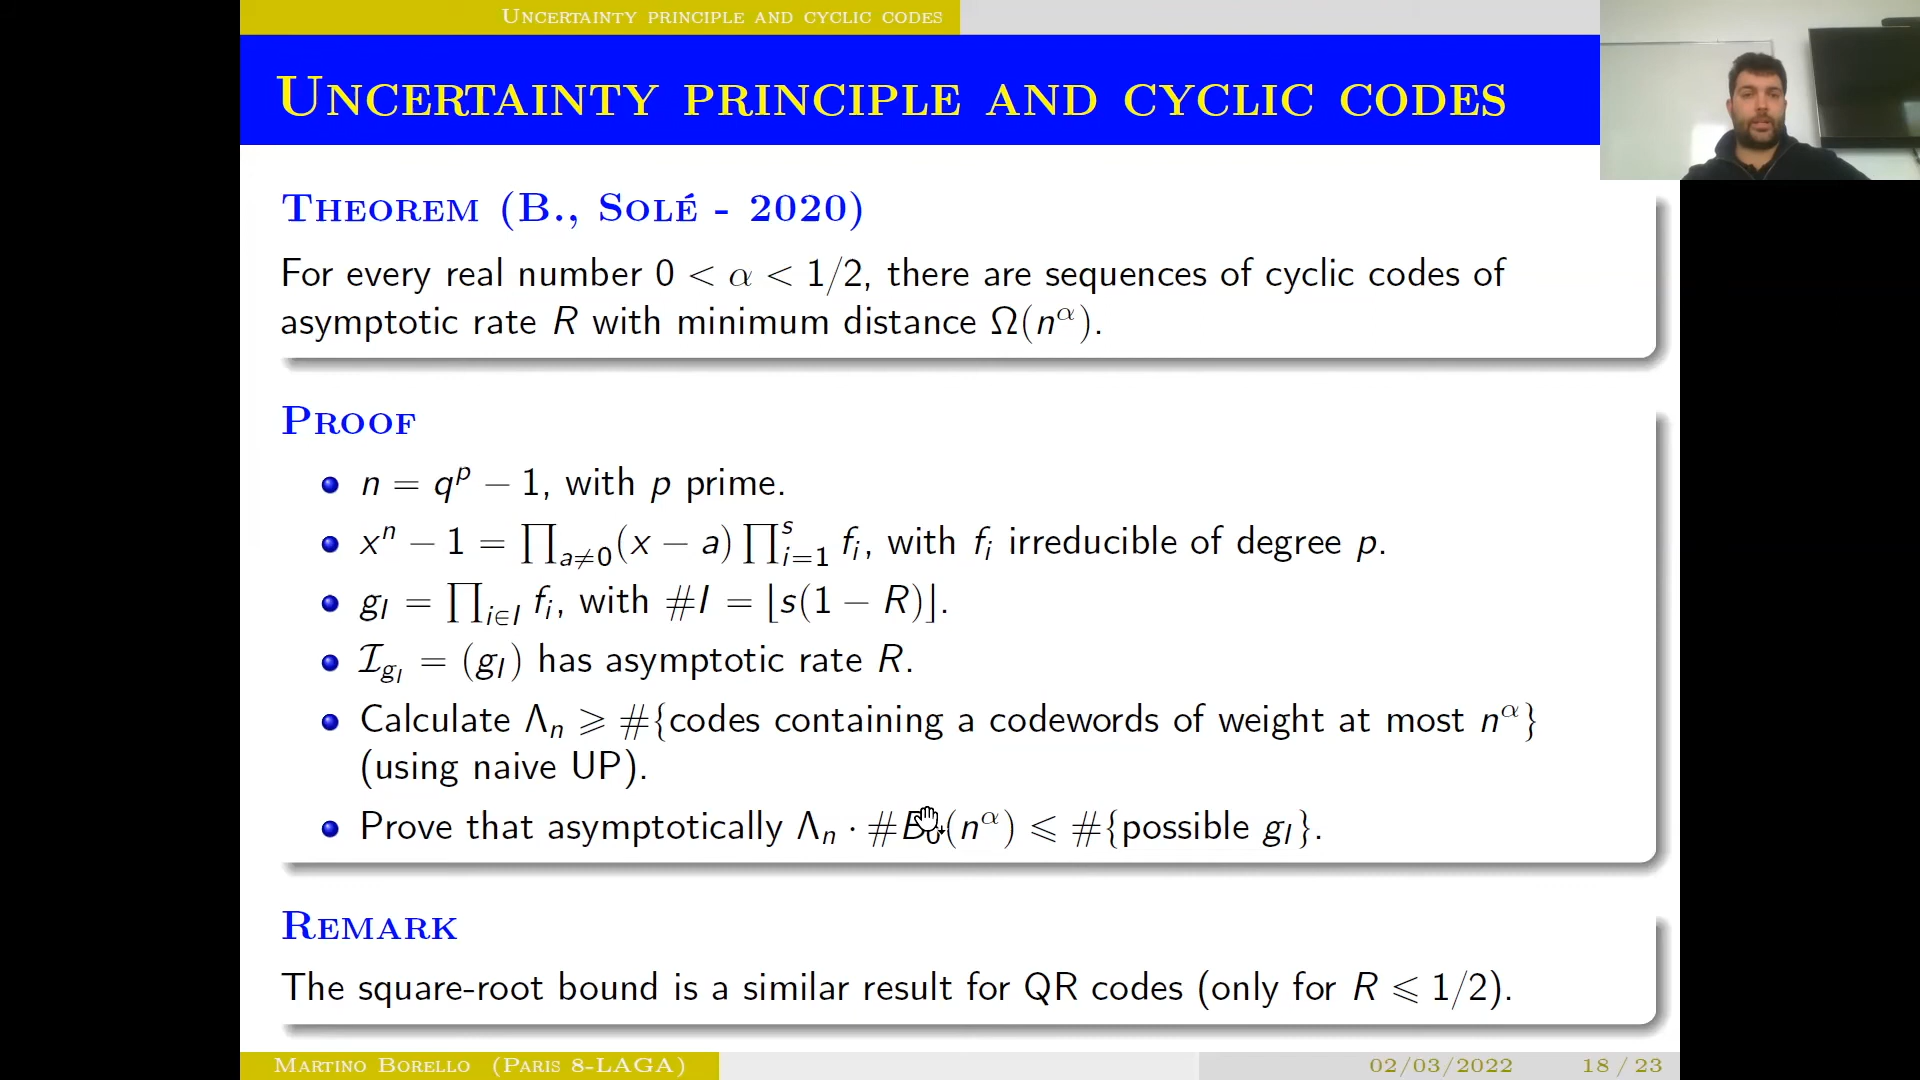 Uncertainty principle and cyclic codes
Uncertainty principle and cyclic codes
Theorem (B., Solé - 2020)
For every real number 0 < α < 1/2, there are sequences of cyclic codes of
asymptotic rate R with minimum distance Ω(n^α).
Proof
n = q^p − 1, with p prime.
x^n − 1 = ∏_{a≠0}(x − a) ∏_{i=1}^{s} f_i, with f_i irreducible of degree p.
g_I = ∏_{i∈I} f_i, with #I = ⌊s(1 − R)⌋.
ℐ_{g_I} = (g_I) has asymptotic rate R.
Calculate Λ_n ⩾ #{codes containing a codewords of weight at most n^α}
(using naive UP).
Prove that asymptotically Λ_n · #B_0(n^α) ⩽ #{possible g_I}.
Remark
The square-root bound is a similar result for QR codes (only for R ⩽ 1/2).
Martino Borello (Paris 8-LAGA)
02/03/2022
18 / 23